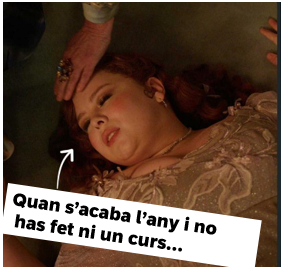 Quan s'acaba l'any i no
has fet ni un curs...